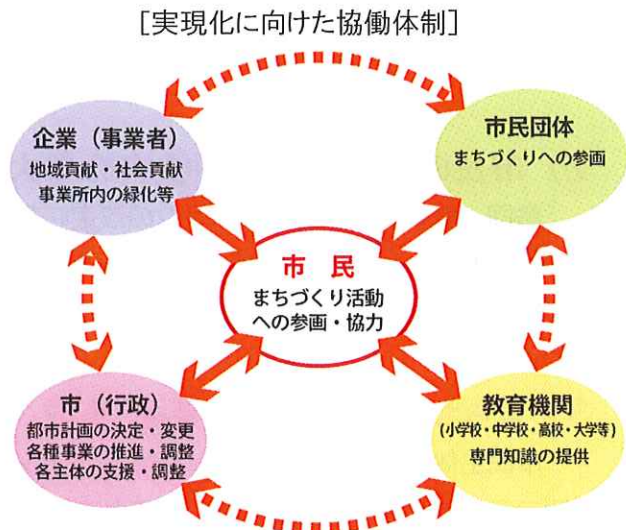 [実現化に向けた協働体制]
企業（事業者）
地域貢献・社会貢献
事業所内の緑化等
市民団体
まちづくりへの参画
市　民
まちづくり活動
への参画・協力
市（行政）
都市計画の決定・変更
各種事業の推進・調整
各主体の支援・調整
教育機関
(小学校・中学校・高校・大学等)
専門知識の提供